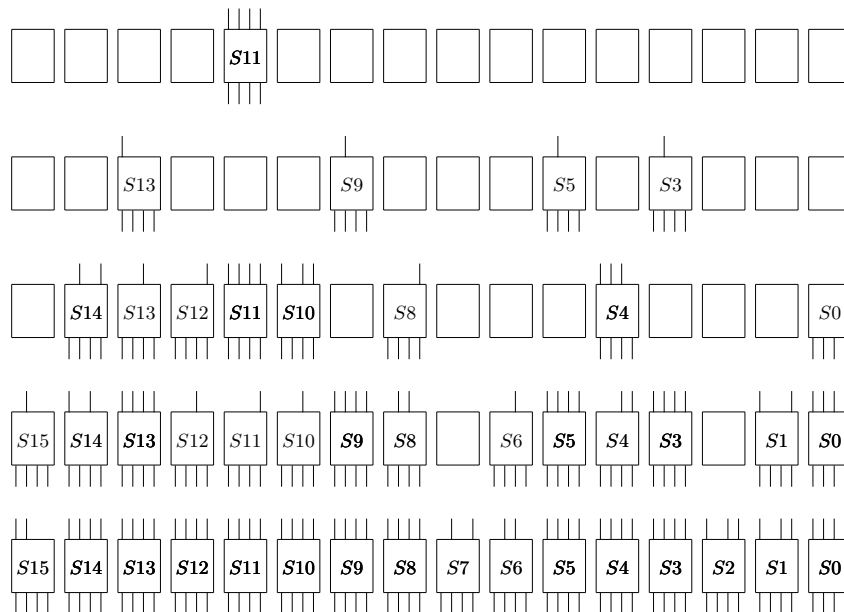 S11
S13 S9 S5 S3
S14 S13 S12 S11 S10 S8 S4 S0
S15 S14 S13 S12 S11 S10 S9 S8 S6 S5 S4 S3 S1 S0
S15 S14 S13 S12 S11 S10 S9 S8 S7 S6 S5 S4 S3 S2 S1 S0